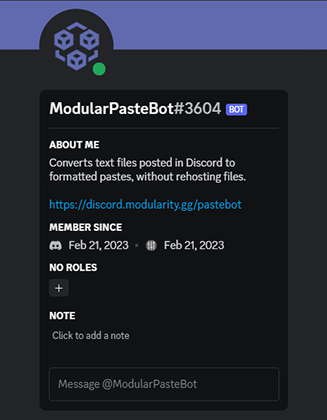 ModularPasteBot#3604 BOT
ABOUT ME
Converts text files posted in Discord to
formatted pastes, without rehosting files.
https://discord.modularity.gg/pastebot
MEMBER SINCE
Feb 21, 2023 • Feb 21, 2023
NO ROLES
+
NOTE
Click to add a note
Message @ModularPasteBot